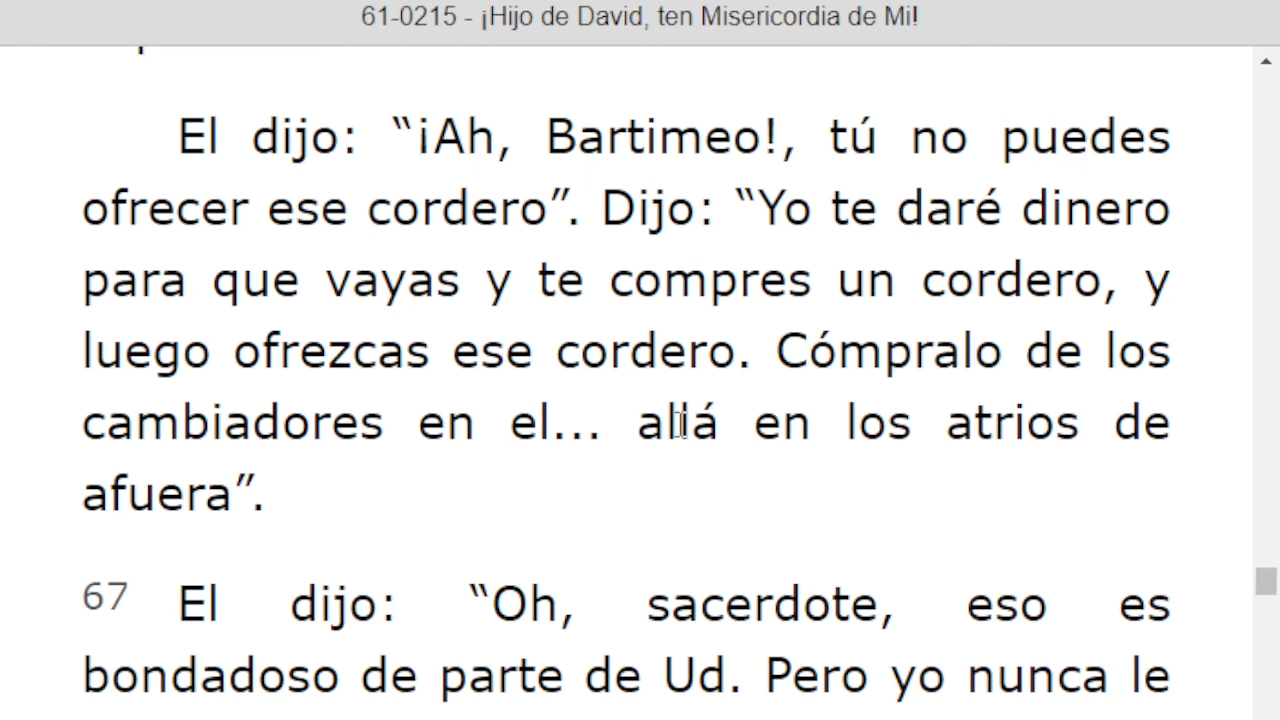 61-0215 - ¡Hijo de David, ten Misericordia de Mi!
El dijo: “¡Ah, Bartimeo!, tú no puedes
ofrecer ese cordero”. Dijo: “Yo te daré dinero
para que vayas y te compres un cordero, y
luego ofrezcas ese cordero. Cómpralo de los
cambiadores en el... allá en los atrios de
afuera”.
67 El dijo: “Oh, sacerdote, eso es
bondadoso de parte de Ud. Pero yo nunca le